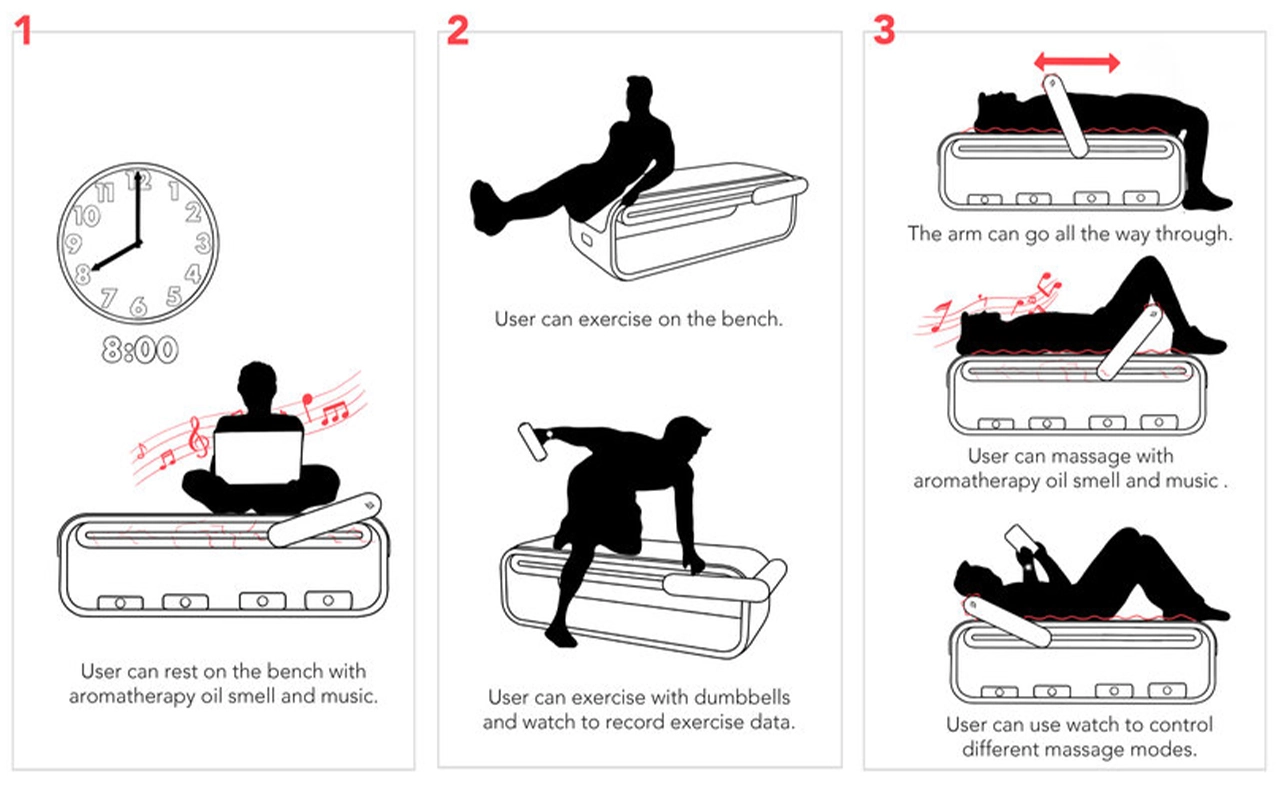 1
12
11
1
10
2
9
3
8
4
7
5
6
8:00
User can rest on the bench with
aromatherapy oil smell and music.
2
User can exercise on the bench.
User can exercise with dumbbells
and watch to record exercise data.
3
The arm can go all the way through.
User can massage with
aromatherapy oil smell and music .
User can use watch to control
different massage modes.